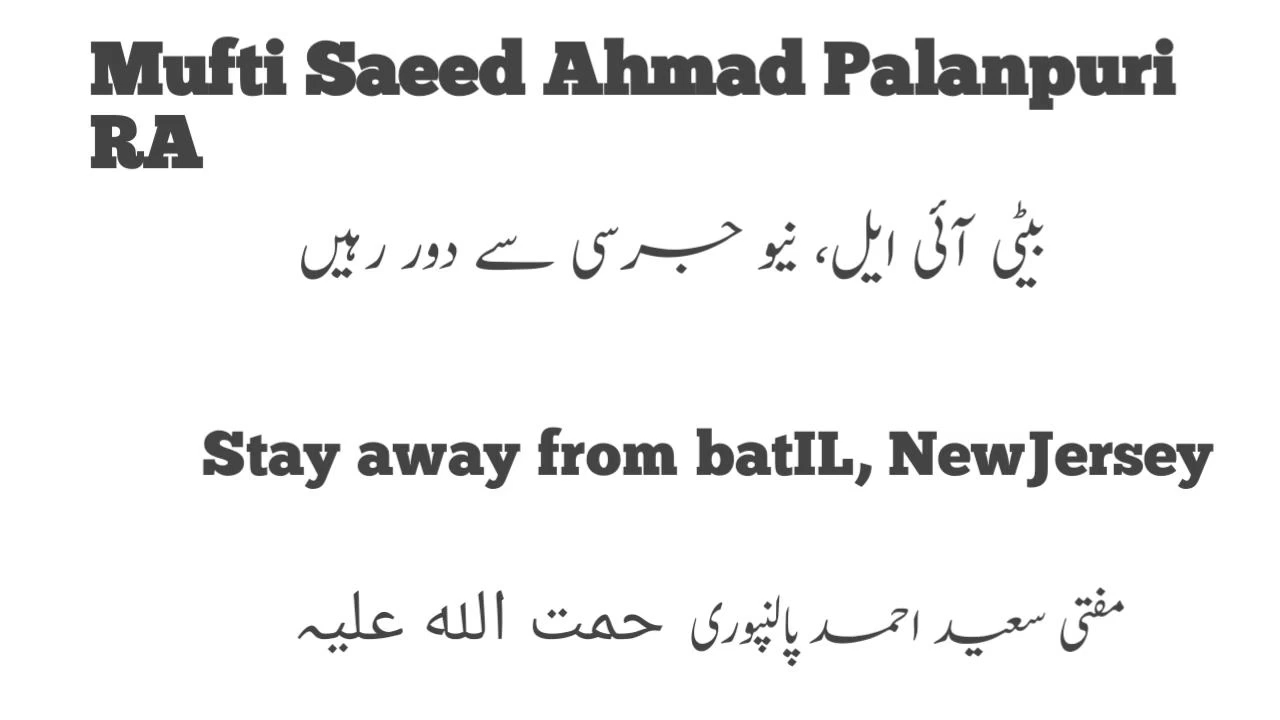 Mufti Saeed Ahmad Palanpuri
RA
بیٹی آئی ایل، نیو جرسی سے دور رہیں
Stay away from batIL, NewJersey
مفتی سعید احمد پالنپوری حمت الله علیہ